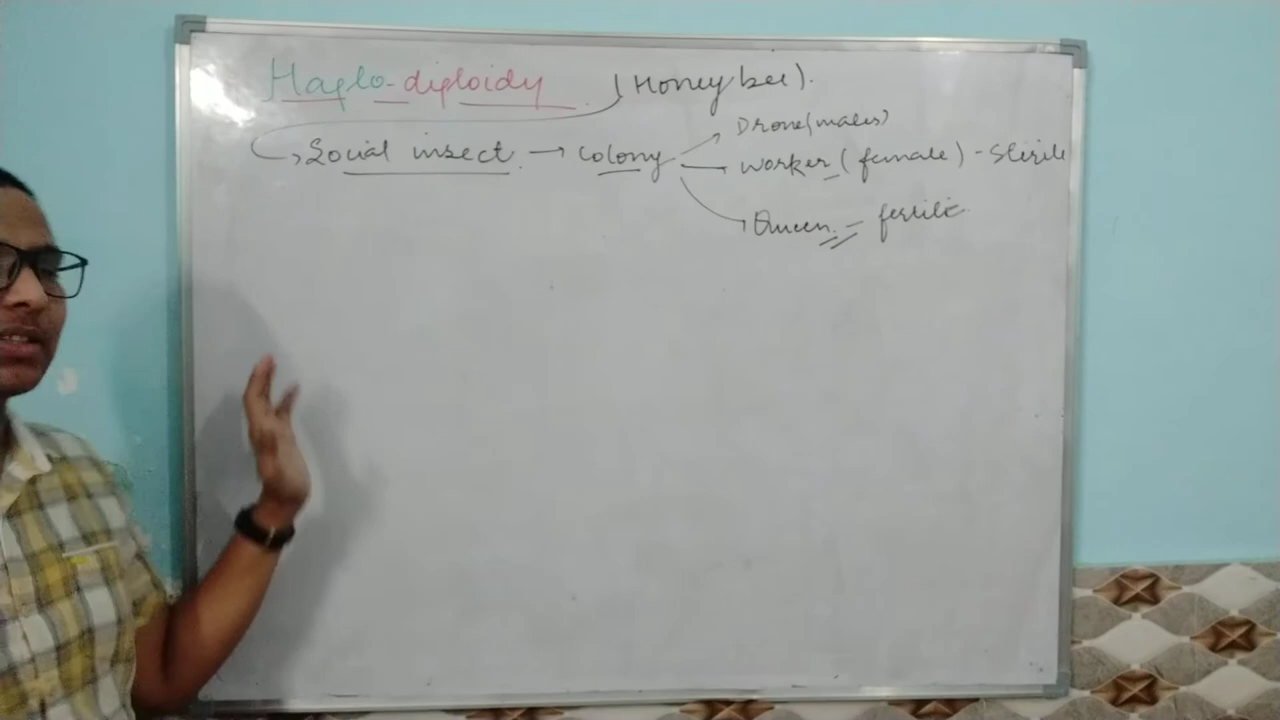 Haplo-diploidy (Honey bee).
Social insect. → Colony
Drone (males)
Worker (female) - Sterile
Queen. - fertile